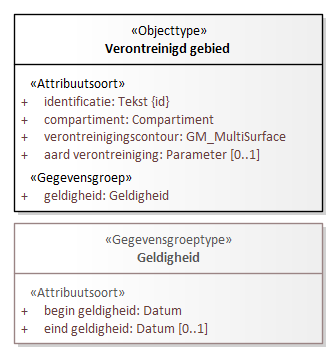 «Objecttype»
Verontreinigd gebied
«Attribuutsoort»
+ identificatie: Tekst {id}
+ compartiment: Compartiment
+ verontreinigingscontour: GM_MultiSurface
+ aard verontreiniging: Parameter [0..1]
«Gegevensgroep»
+ geldigheid: Geldigheid
«Gegevensgroeptype»
Geldigheid
«Attribuutsoort»
+ begin geldigheid: Datum
+ eind geldigheid: Datum [0..1]